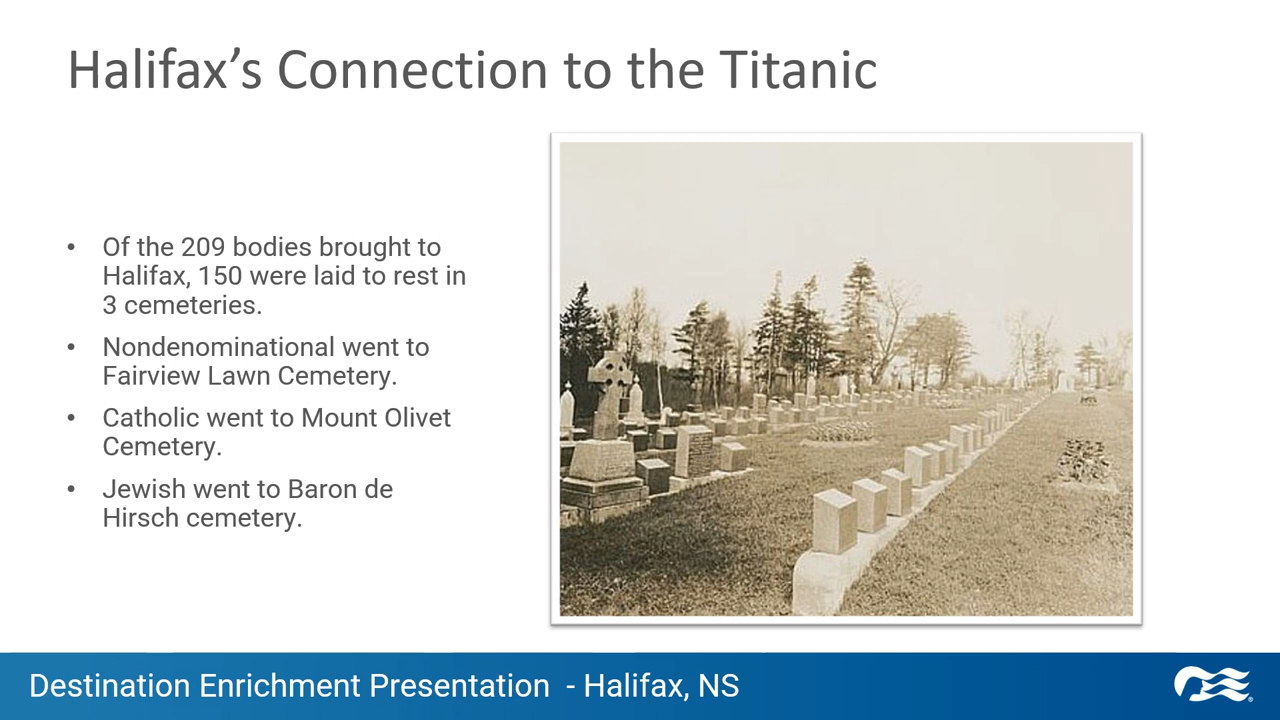 Halifax’s Connection to the Titanic
• Of the 209 bodies brought to
Halifax, 150 were laid to rest in
3 cemeteries.
• Nondenominational went to
Fairview Lawn Cemetery.
• Catholic went to Mount Olivet
Cemetery.
• Jewish went to Baron de
Hirsch cemetery.
Destination Enrichment Presentation - Halifax, NS
®